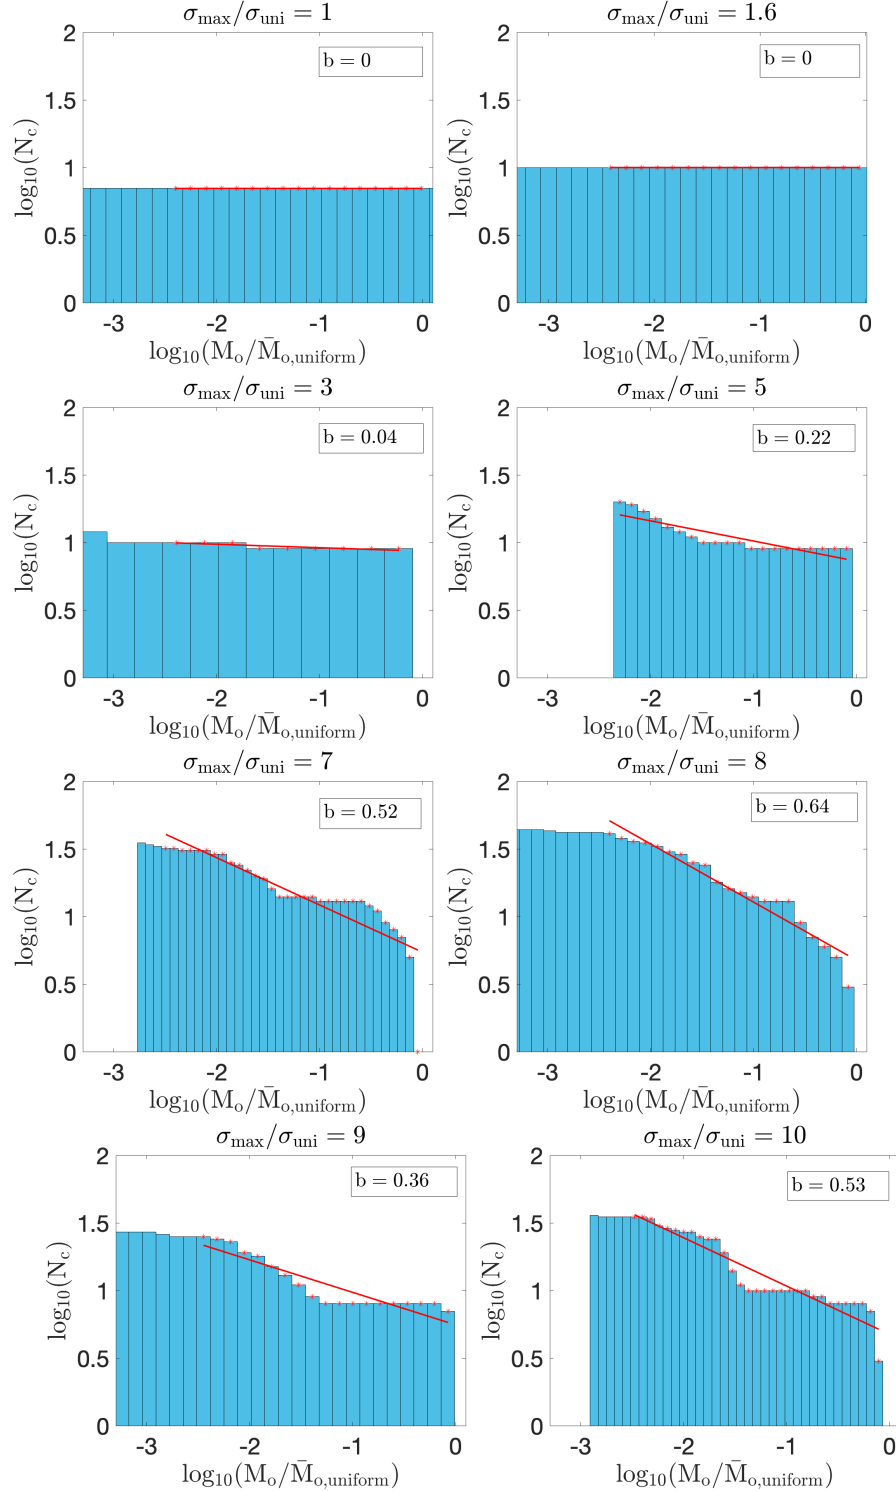 σmax/σuni = 1
b = 0
log10(Nc)
2
1.5
1
0.5
0
-3 -2 -1 0
log10(Mo/M̄o,uniform)
σmax/σuni = 1.6
b = 0
log10(Nc)
2
1.5
1
0.5
0
-3 -2 -1 0
log10(Mo/M̄o,uniform)
σmax/σuni = 3
b = 0.04
log10(Nc)
2
1.5
1
0.5
0
-3 -2 -1 0
log10(Mo/M̄o,uniform)
σmax/σuni = 5
b = 0.22
log10(Nc)
2
1.5
1
0.5
0
-3 -2 -1 0
log10(Mo/M̄o,uniform)
σmax/σuni = 7
b = 0.52
log10(Nc)
2
1.5
1
0.5
0
-3 -2 -1 0
log10(Mo/M̄o,uniform)
σmax/σuni = 8
b = 0.64
log10(Nc)
2
1.5
1
0.5
0
-3 -2 -1 0
log10(Mo/M̄o,uniform)
σmax/σuni = 9
b = 0.36
log10(Nc)
2
1.5
1
0.5
0
-3 -2 -1 0
log10(Mo/M̄o,uniform)
σmax/σuni = 10
b = 0.53
log10(Nc)
2
1.5
1
0.5
0
-3 -2 -1 0
log10(Mo/M̄o,uniform)